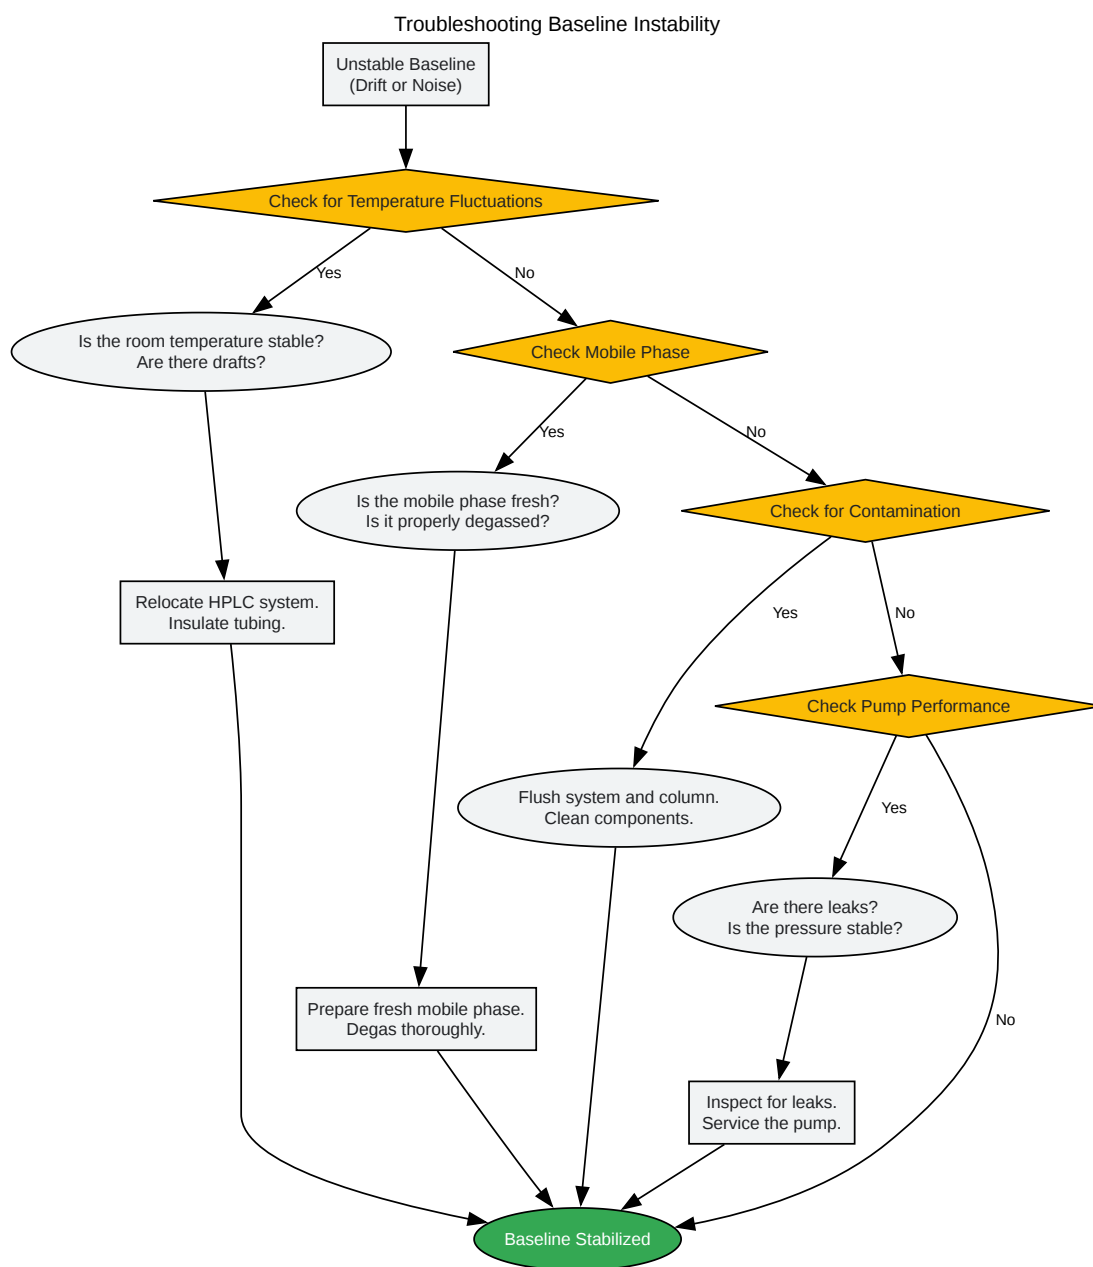 Troubleshooting Baseline Instability
Unstable Baseline
(Drift or Noise)
Check for Temperature Fluctuations
Yes
No
Is the room temperature stable?
Are there drafts?
Check Mobile Phase
Yes
No
Is the mobile phase fresh?
Is it properly degassed?
Check for Contamination
Relocate HPLC system.
Insulate tubing.
Yes
No
Check Pump Performance
Flush system and column.
Clean components.
Yes
Are there leaks?
Is the pressure stable?
Prepare fresh mobile phase.
Degas thoroughly.
No
Inspect for leaks.
Service the pump.
Baseline Stabilized